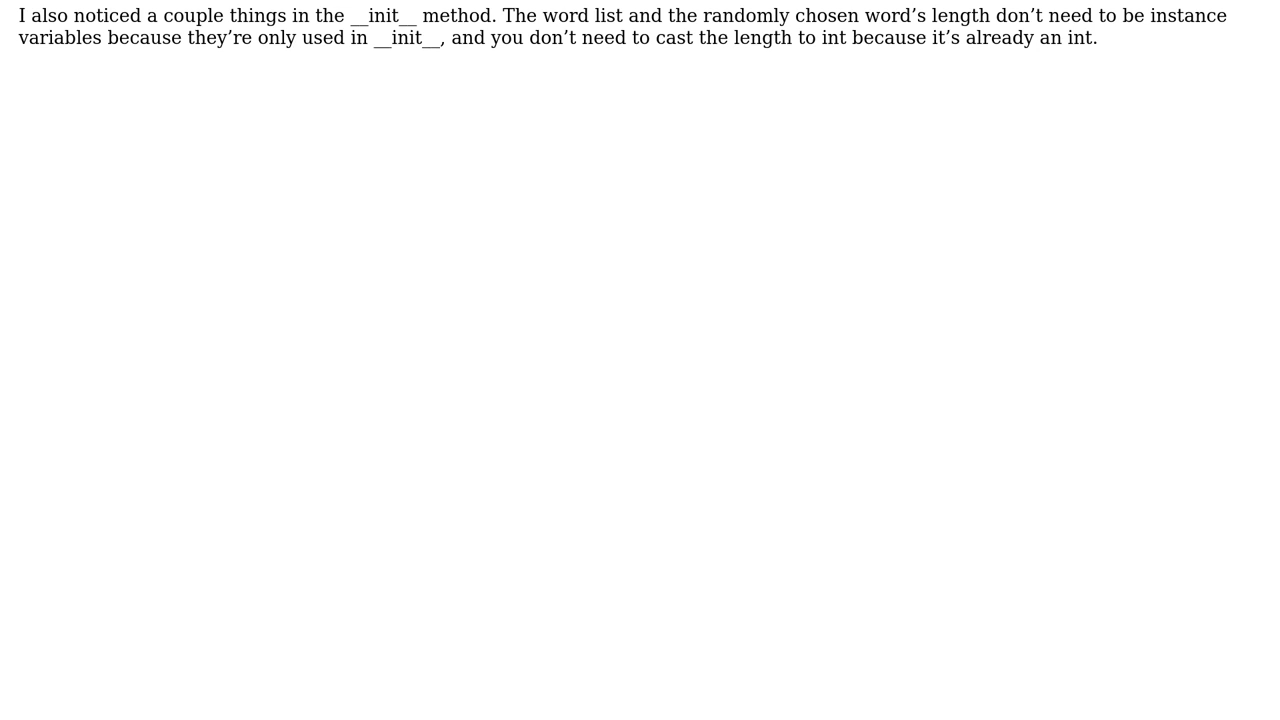 I also noticed a couple things in the __init__ method. The word list and the randomly chosen word’s length don’t need to be instance
variables because they’re only used in __init__, and you don’t need to cast the length to int because it’s already an int.